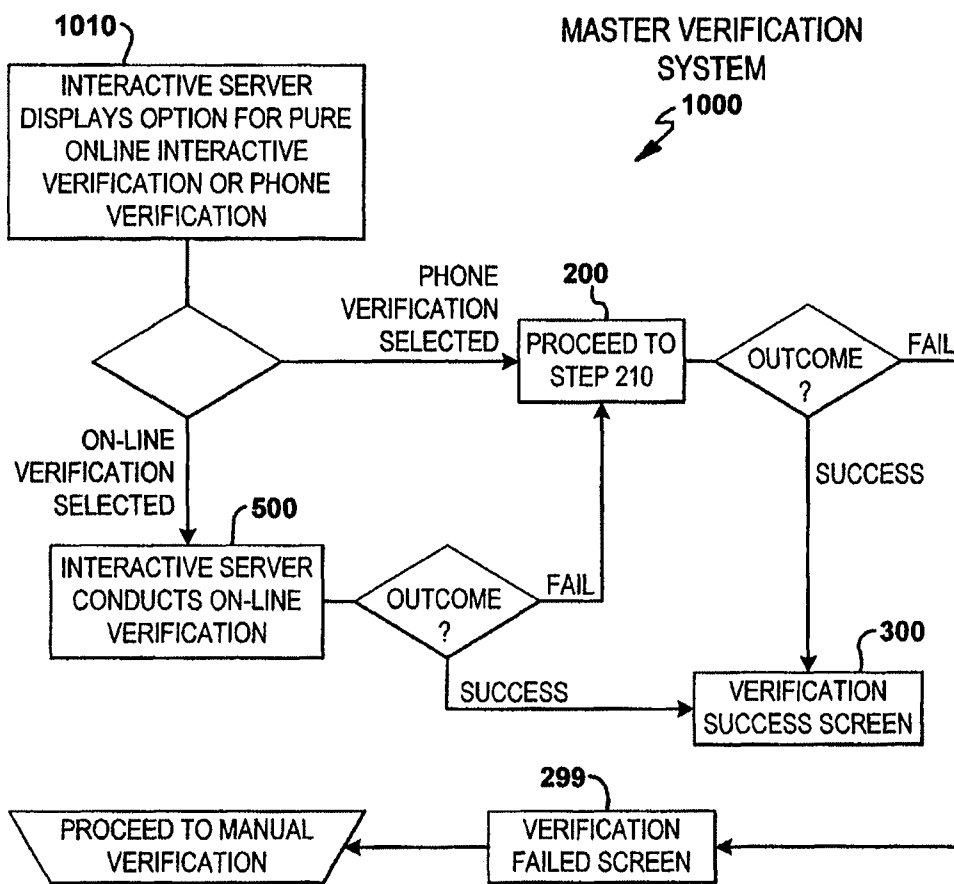 1010
INTERACTIVE SERVER
DISPLAYS OPTION FOR PURE
ONLINE INTERACTIVE
VERIFICATION OR PHONE
VERIFICATION
MASTER VERIFICATION
SYSTEM
1000
PHONE
VERIFICATION
SELECTED
200
PROCEED TO
STEP 210
OUTCOME
?
FAIL
ON-LINE
VERIFICATION
SELECTED
SUCCESS
500
INTERACTIVE SERVER
CONDUCTS ON-LINE
VERIFICATION
OUTCOME
?
FAIL
SUCCESS
300
VERIFICATION
SUCCESS SCREEN
299
VERIFICATION
FAILED SCREEN
PROCEED TO MANUAL
VERIFICATION